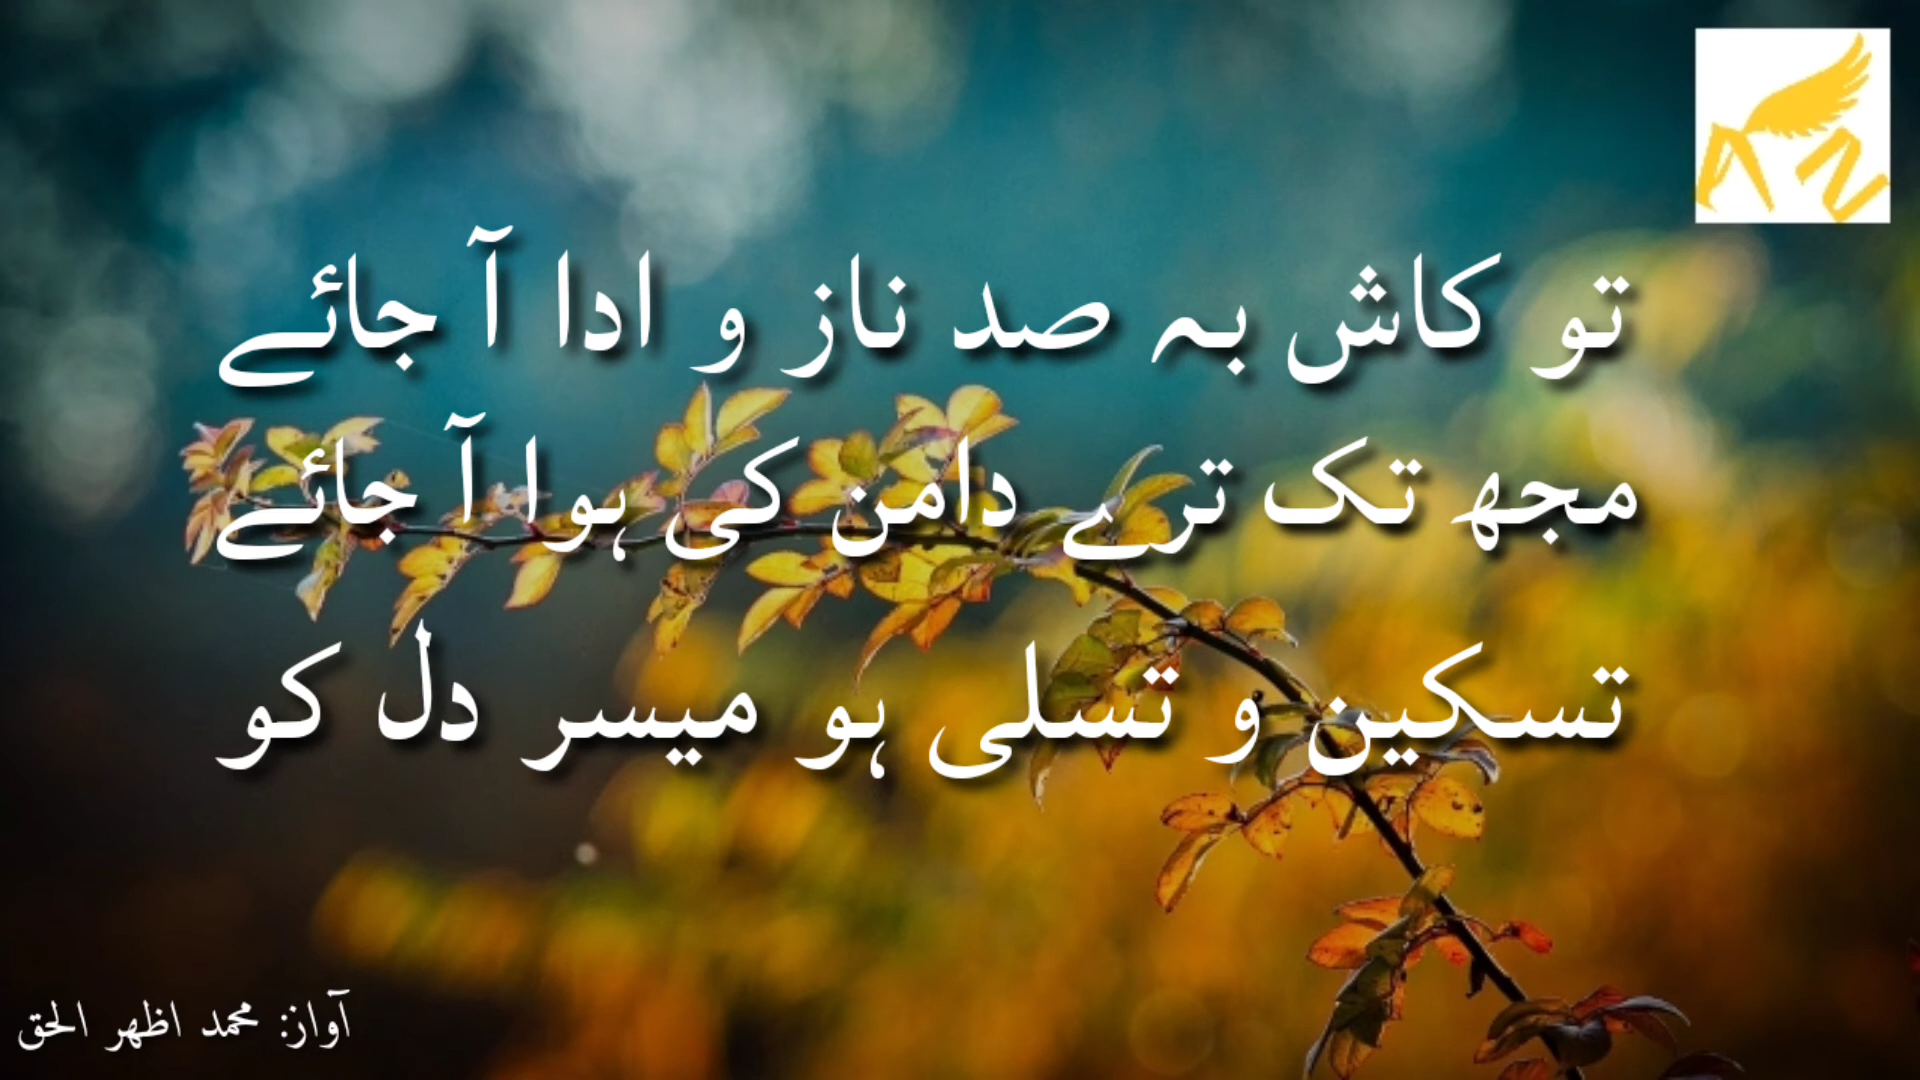 تو کاش بہ صد ناز و ادا آ جائے
مجھ تک ترے دامن کی ہوا آ جائے
تسکین و تسلی ہو میسر دل کو
آواز: محمد اظہر الحق